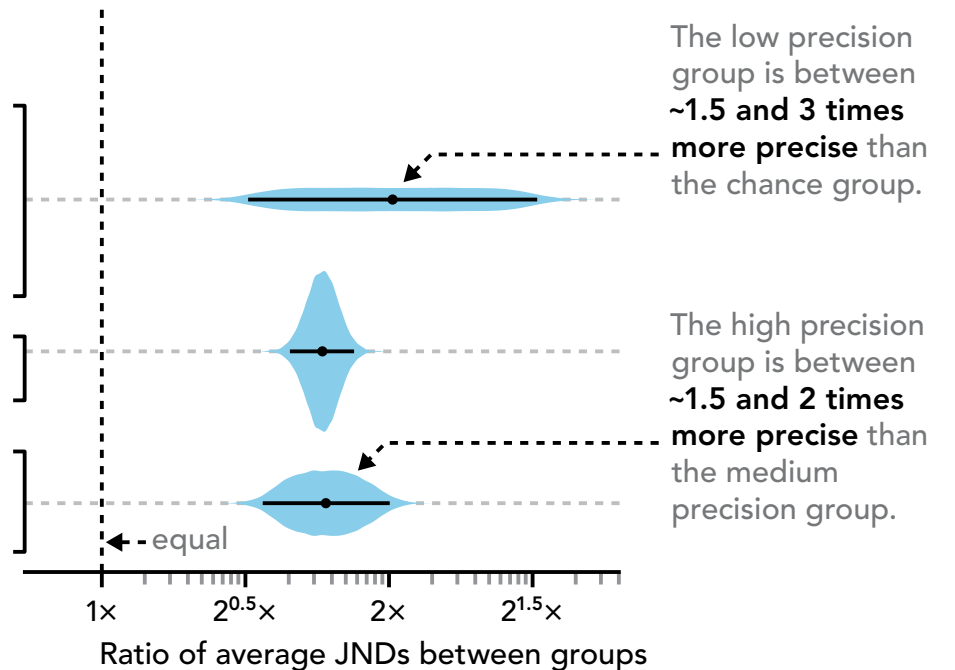 The low precision
group is between
~1.5 and 3 times
more precise than
the chance group.
The high precision
group is between
~1.5 and 2 times
more precise than
the medium
precision group.
equal
1× 2^0.5× 2× 2^1.5×
Ratio of average JNDs between groups